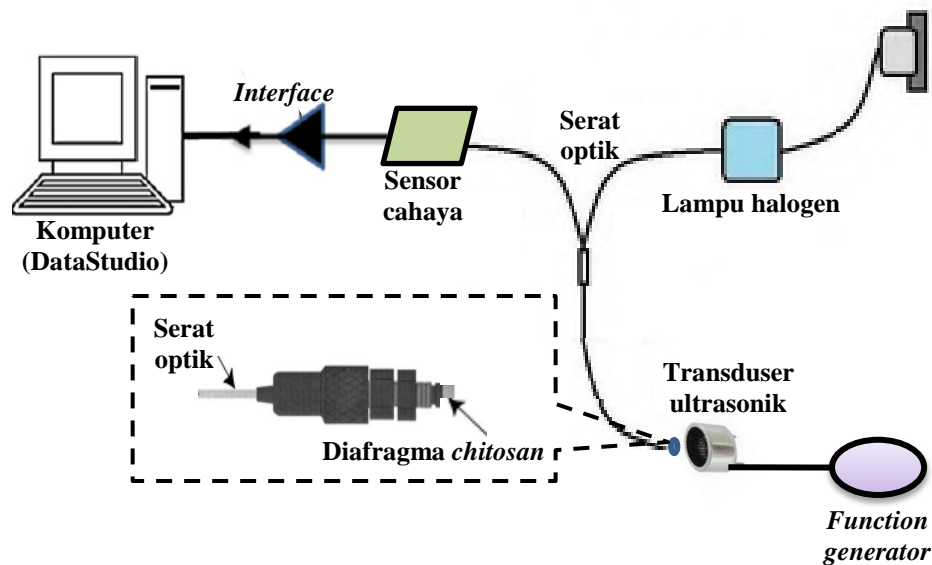 Interface
Serat
optik
Sensor
cahaya
Lampu halogen
Komputer
(DataStudio)
Serat
optik
Diafragma chitosan
Transduser
ultrasonik
Function
generator